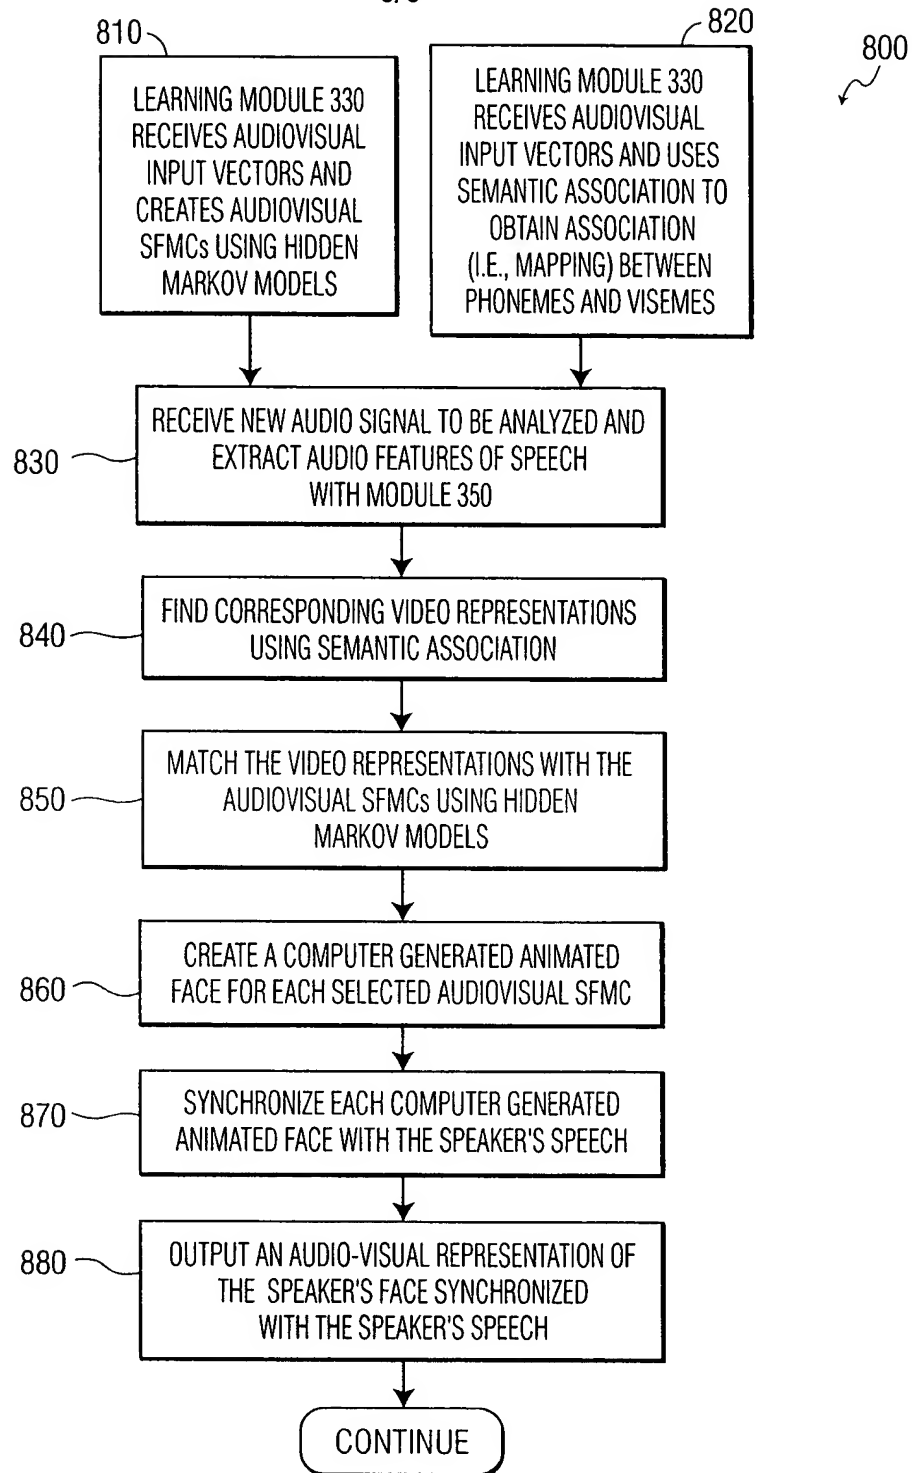 810
820
800
LEARNING MODULE 330
RECEIVES AUDIOVISUAL
INPUT VECTORS AND
CREATES AUDIOVISUAL
SFMCs USING HIDDEN
MARKOV MODELS
LEARNING MODULE 330
RECEIVES AUDIOVISUAL
INPUT VECTORS AND USES
SEMANTIC ASSOCIATION TO
OBTAIN ASSOCIATION
(I.E., MAPPING) BETWEEN
PHONEMES AND VISEMES
830
RECEIVE NEW AUDIO SIGNAL TO BE ANALYZED AND
EXTRACT AUDIO FEATURES OF SPEECH
WITH MODULE 350
840
FIND CORRESPONDING VIDEO REPRESENTATIONS
USING SEMANTIC ASSOCIATION
850
MATCH THE VIDEO REPRESENTATIONS WITH THE
AUDIOVISUAL SFMCs USING HIDDEN
MARKOV MODELS
860
CREATE A COMPUTER GENERATED ANIMATED
FACE FOR EACH SELECTED AUDIOVISUAL SFMC
870
SYNCHRONIZE EACH COMPUTER GENERATED
ANIMATED FACE WITH THE SPEAKER'S SPEECH
880
OUTPUT AN AUDIO-VISUAL REPRESENTATION OF
THE SPEAKER'S FACE SYNCHRONIZED
WITH THE SPEAKER'S SPEECH
CONTINUE